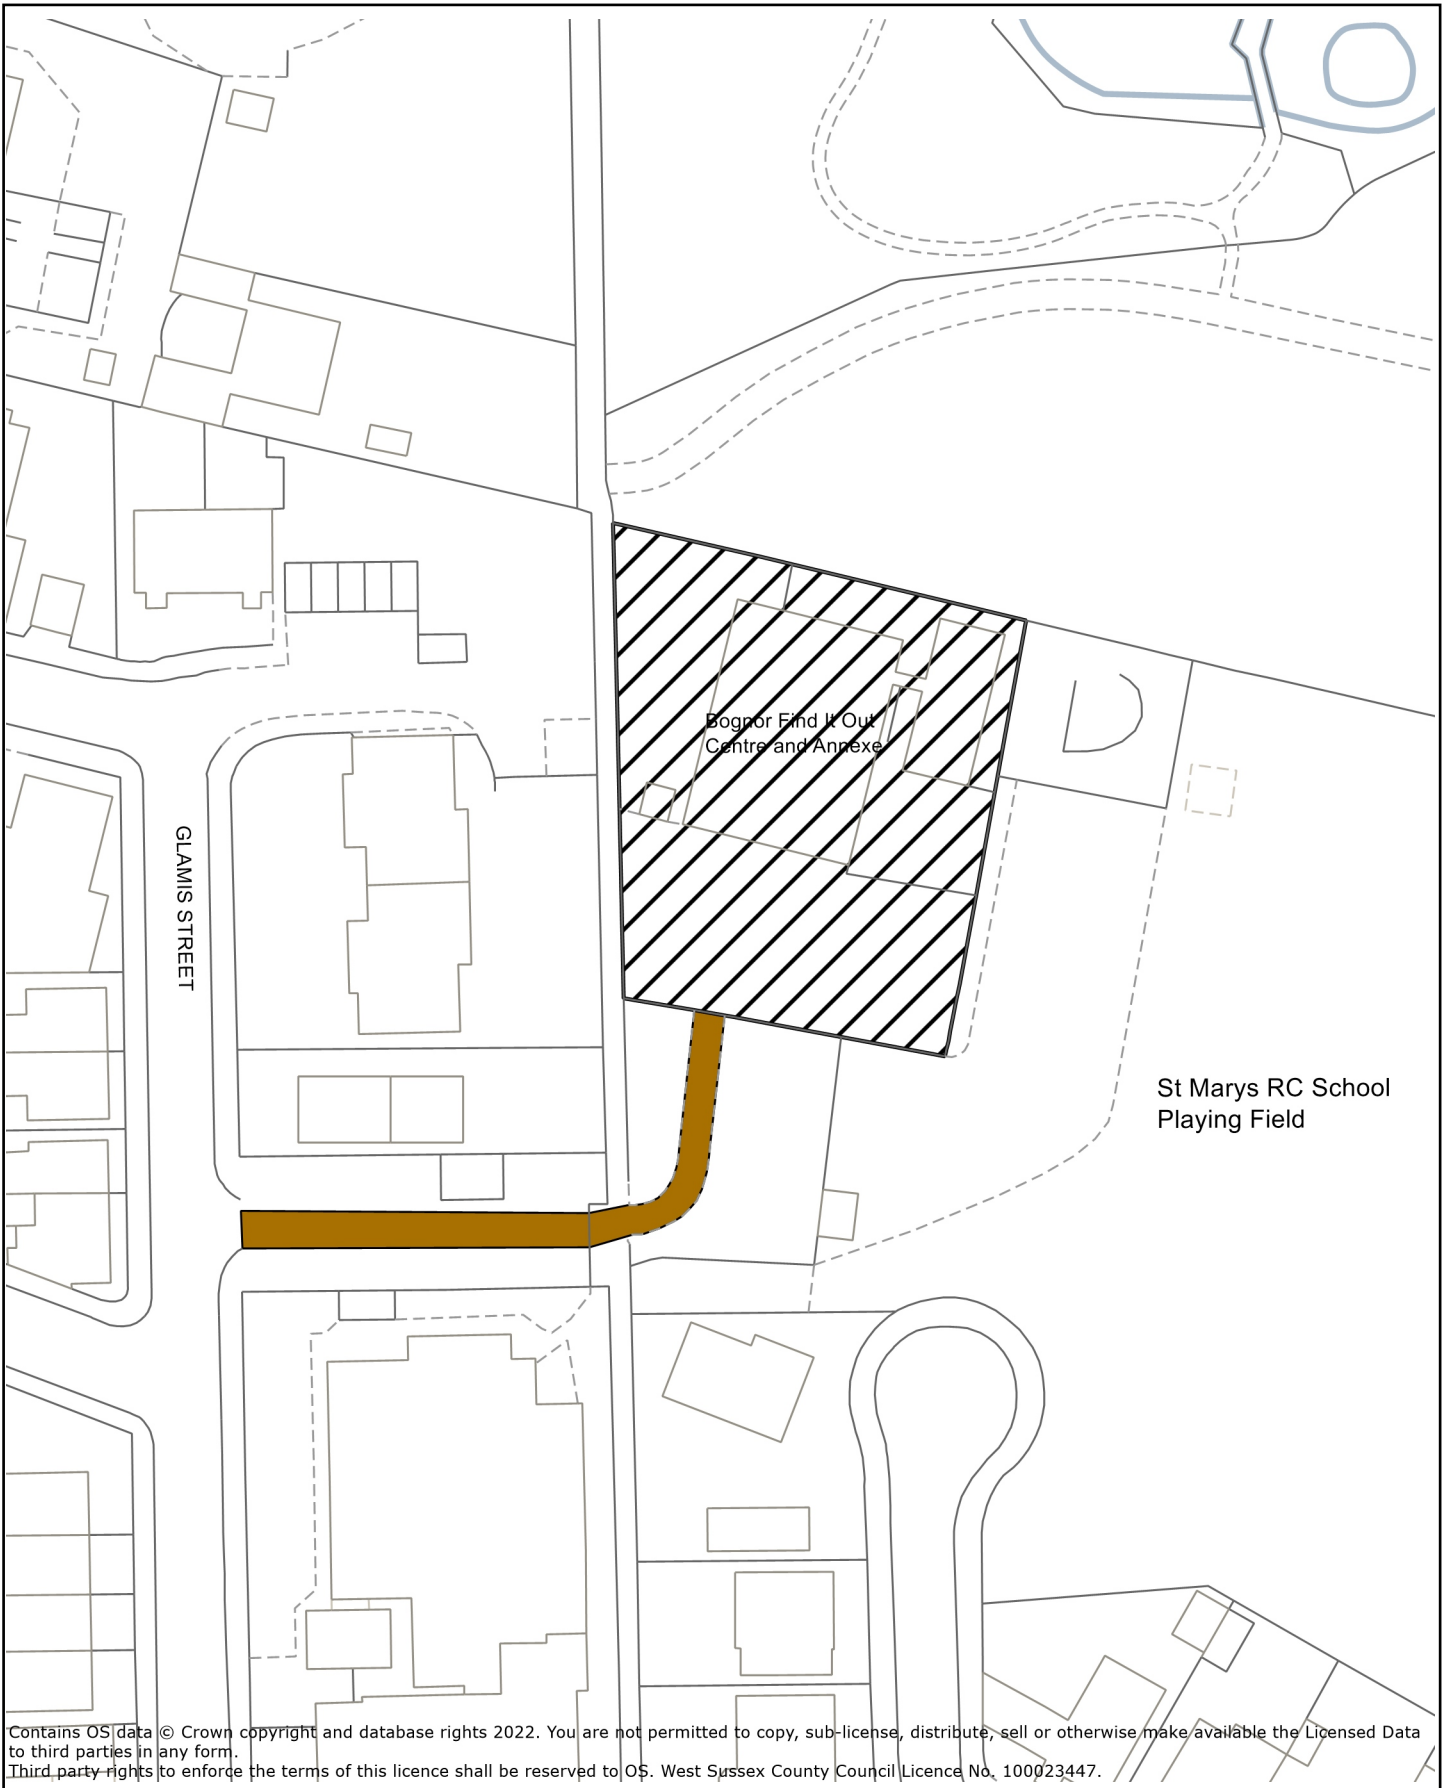 Bognor Find It Out
Centre and Annexe
GLAMIS STREET
St Marys RC School
Playing Field
Contains OS data © Crown copyright and database rights 2022. You are not permitted to copy, sub-license, distribute, sell or otherwise make available the Licensed Data
to third parties in any form.
Third party rights to enforce the terms of this licence shall be reserved to OS. West Sussex County Council Licence No. 100023447.